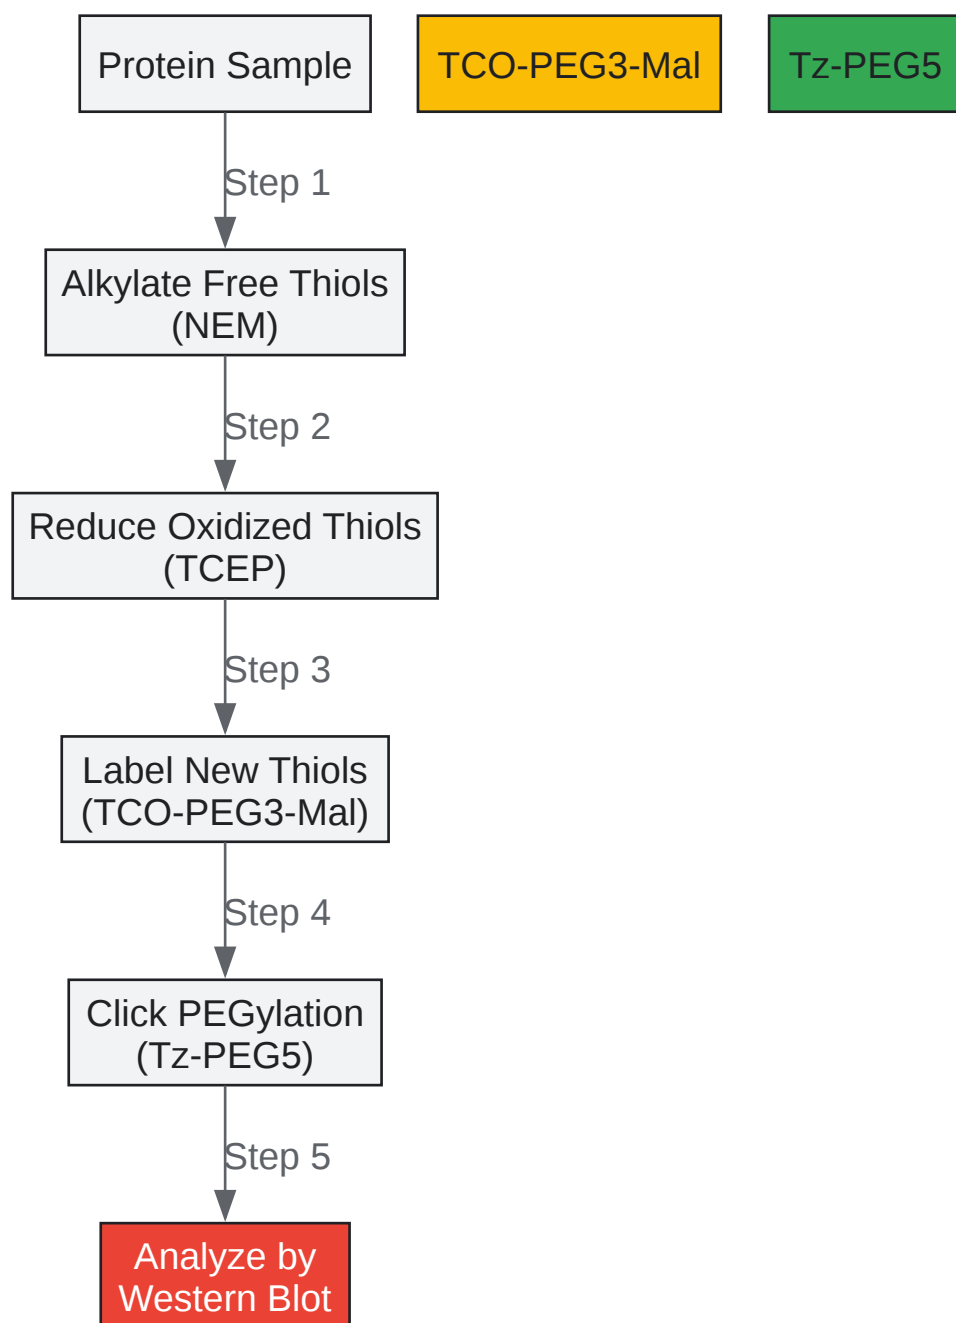 Protein Sample
TCO-PEG3-Mal
Tz-PEG5
Step 1
Alkylate Free Thiols
(NEM)
Step 2
Reduce Oxidized Thiols
(TCEP)
Step 3
Label New Thiols
(TCO-PEG3-Mal)
Step 4
Click PEGylation
(Tz-PEG5)
Step 5
Analyze by
Western Blot